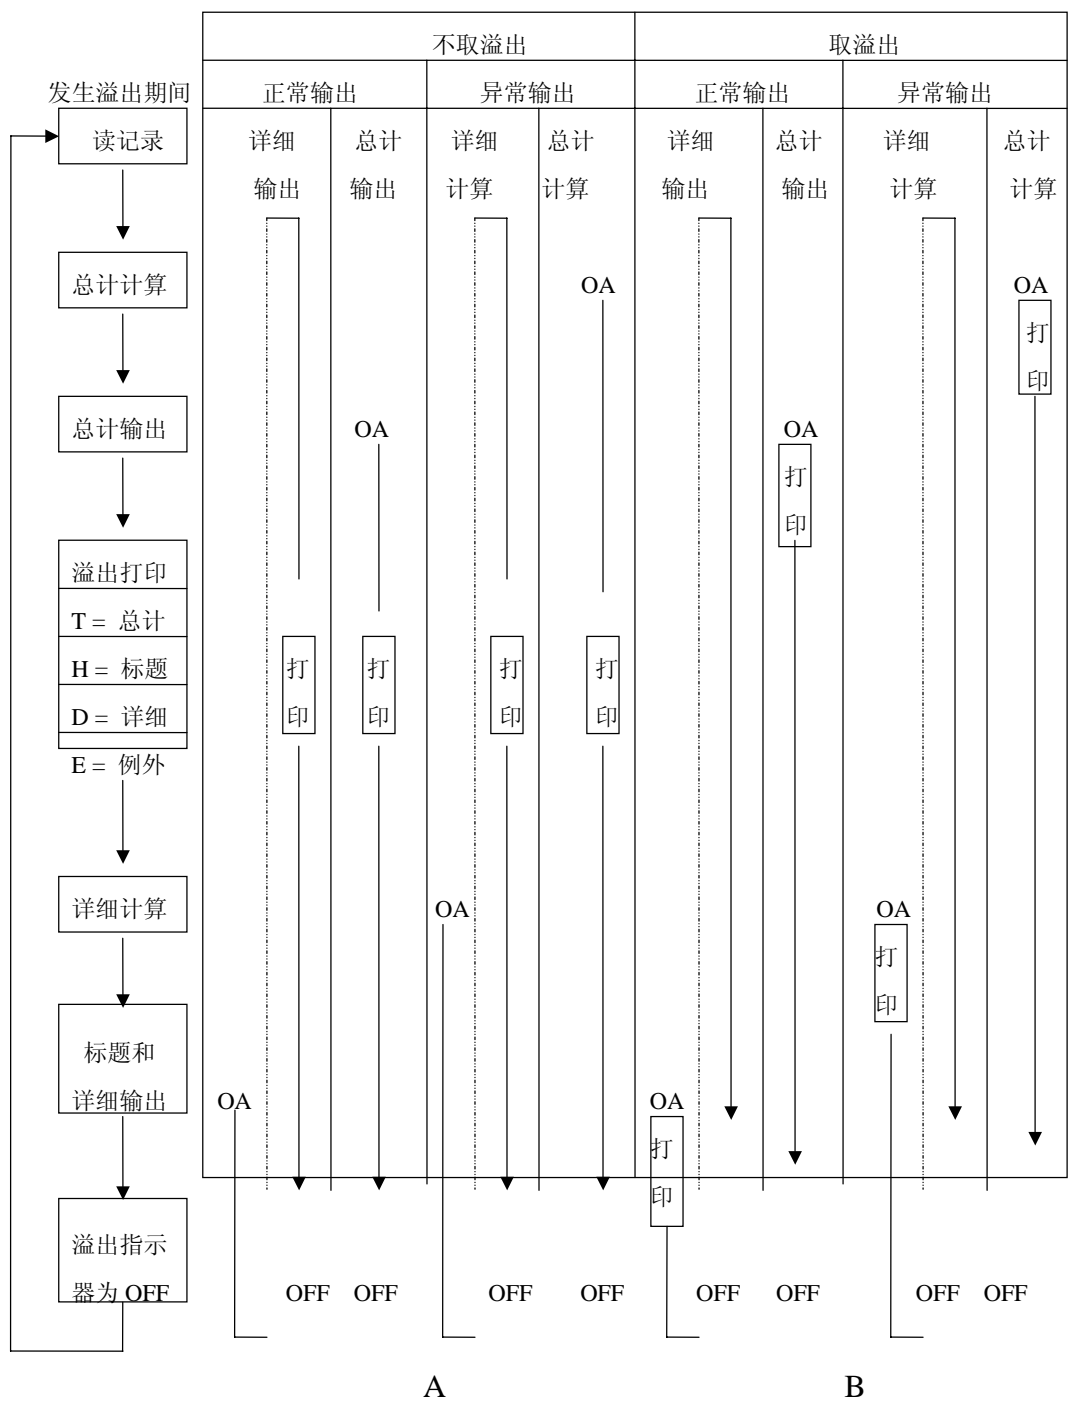 不取溢出 取溢出
发生溢出期间 正常输出 异常输出 正常输出 异常输出
读记录 详细 总计 详细 总计 详细 总计 详细 总计
输出 输出 计算 计算 输出 输出 计算 计算
总计计算 OA OA
打
印
总计输出 OA OA
打
印
溢出打印
T = 总计
H = 标题 打 打 打 打
D = 详细 印 印 印 印
E = 例外
详细计算 OA OA
打
印
标题和
详细输出 OA OA
打
印
溢出指示
器为 OFF OFF OFF OFF OFF OFF OFF OFF OFF
A B